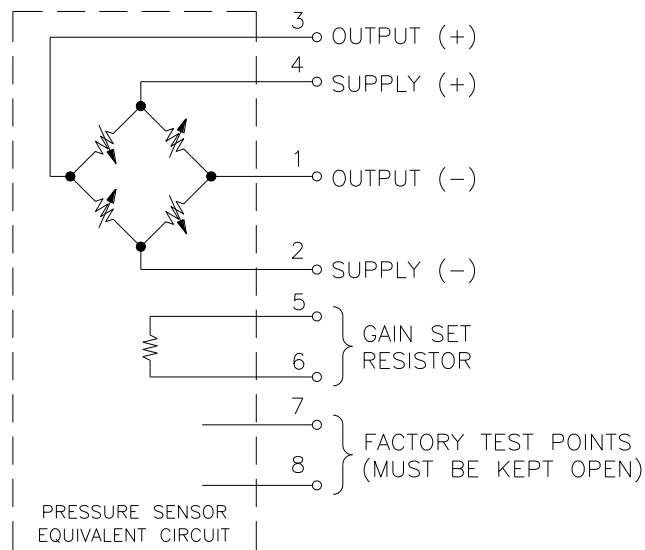 3 OUTPUT (+)
4 SUPPLY (+)
1 OUTPUT (-)
2 SUPPLY (-)
5
GAIN SET
RESISTOR
6
7
FACTORY TEST POINTS
(MUST BE KEPT OPEN)
8
PRESSURE SENSOR
EQUIVALENT CIRCUIT